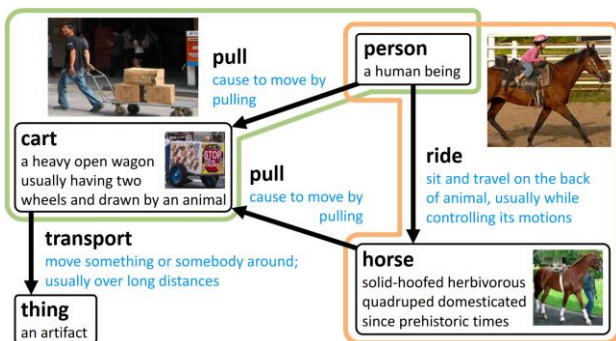 pull
cause to move by
pulling
person
a human being
cart
a heavy open wagon
usually having two
wheels and drawn by an animal
STOP
pull
cause to move by
pulling
ride
sit and travel on the back
of animal, usually while
controlling its motions
transport
move something or somebody around;
usually over long distances
horse
solid-hoofed herbivorous
quadruped domesticated
since prehistoric times
thing
an artifact